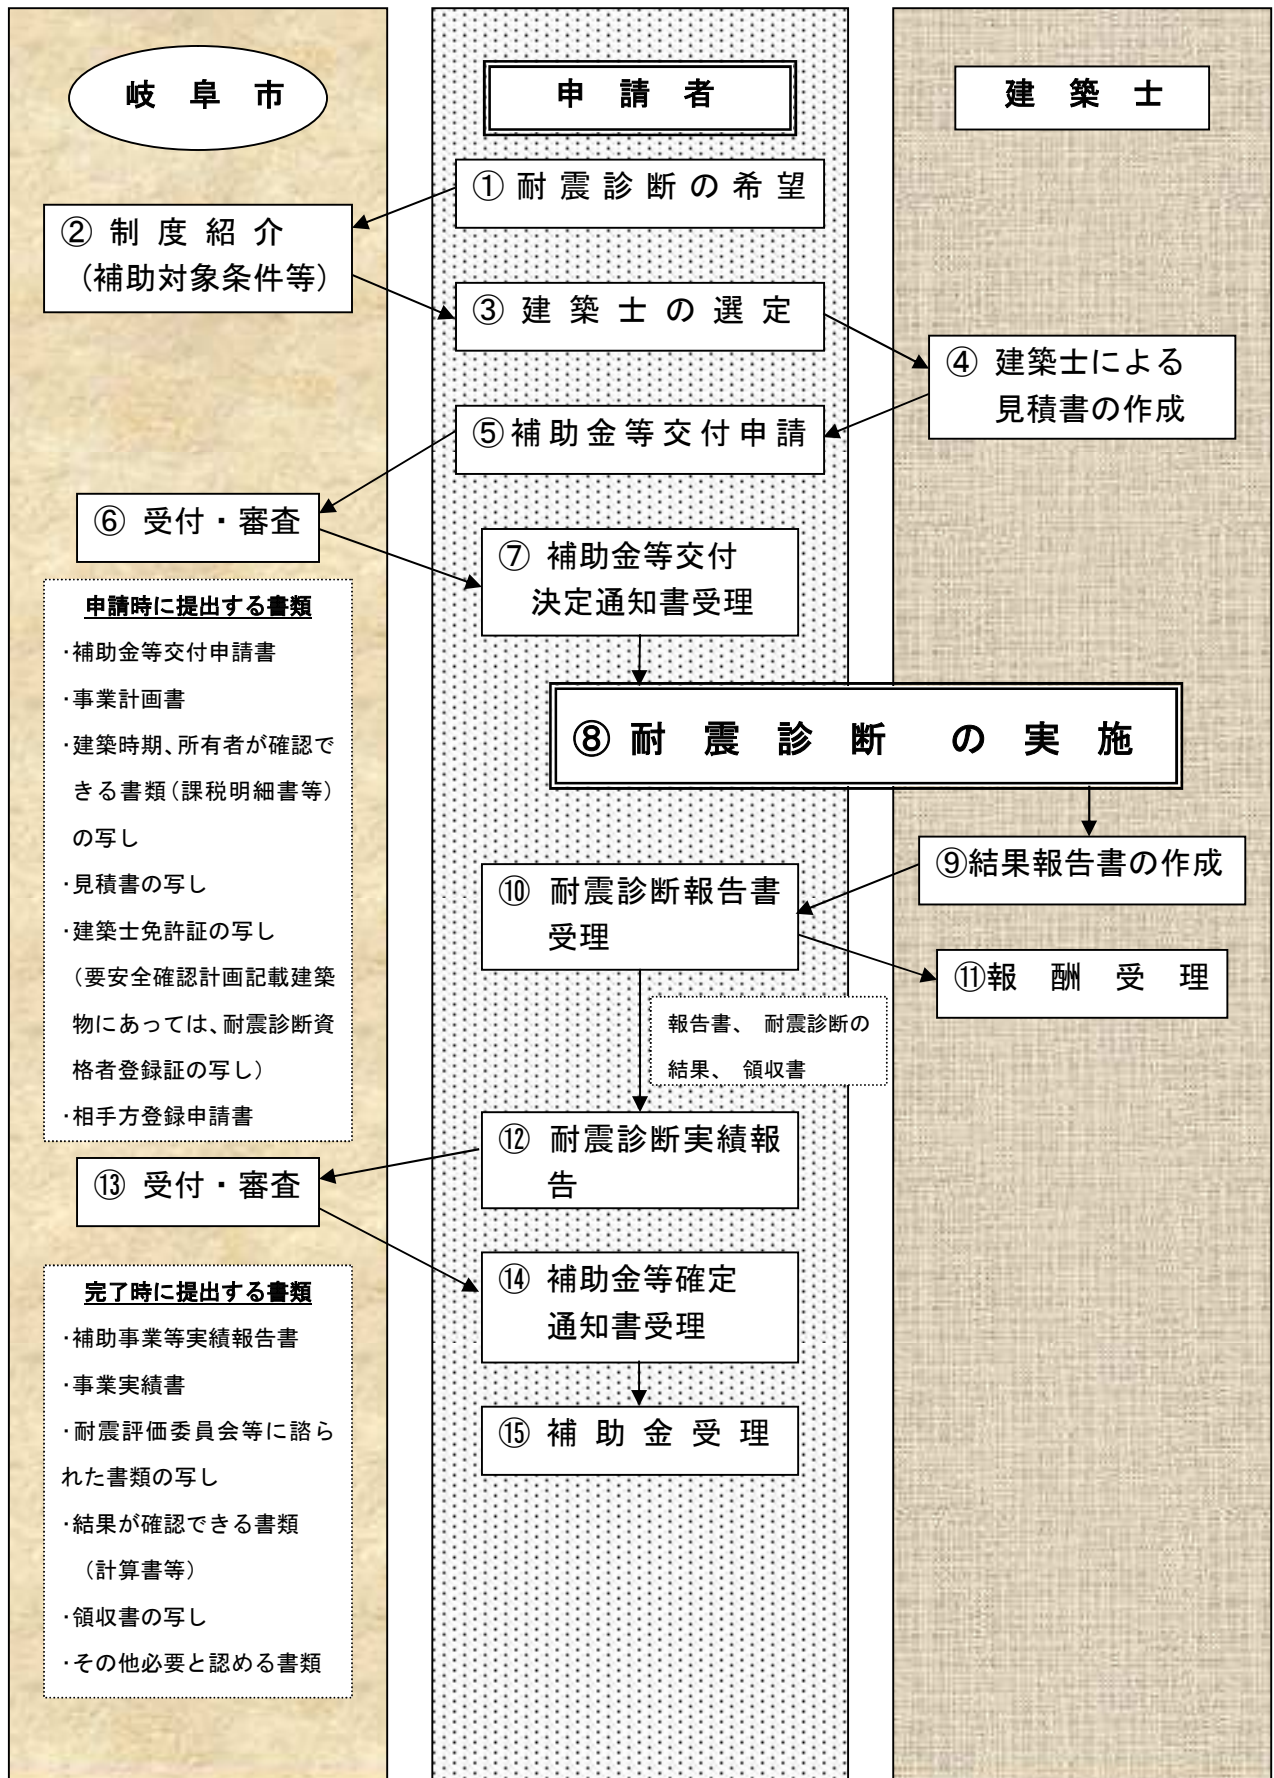 岐阜市
申請者
建築士
①耐震診断の希望
②制度紹介
（補助対象条件等）
③建築士の選定
④建築士による
見積書の作成
⑤補助金等交付申請
⑥受付・審査
⑦補助金等交付
決定通知書受理
申請時に提出する書類
・補助金等交付申請書
・事業計画書
・建築時期、所有者が確認で
きる書類（課税明細書等）
の写し
・見積書の写し
・建築士免許証の写し
（要安全確認計画記載建築
物にあっては、耐震診断資
格者登録証の写し）
・相手方登録申請書
⑧耐震診断の実施
⑨結果報告書の作成
⑩耐震診断報告書
受理
⑪報酬受理
報告書、耐震診断の
結果、領収書
⑫耐震診断実績報
告
⑬受付・審査
⑭補助金等確定
通知書受理
⑮補助金受理
完了時に提出する書類
・補助事業等実績報告書
・事業実績書
・耐震評価委員会等に諮ら
れた書類の写し
・結果が確認できる書類
（計算書等）
・領収書の写し
・その他必要と認める書類